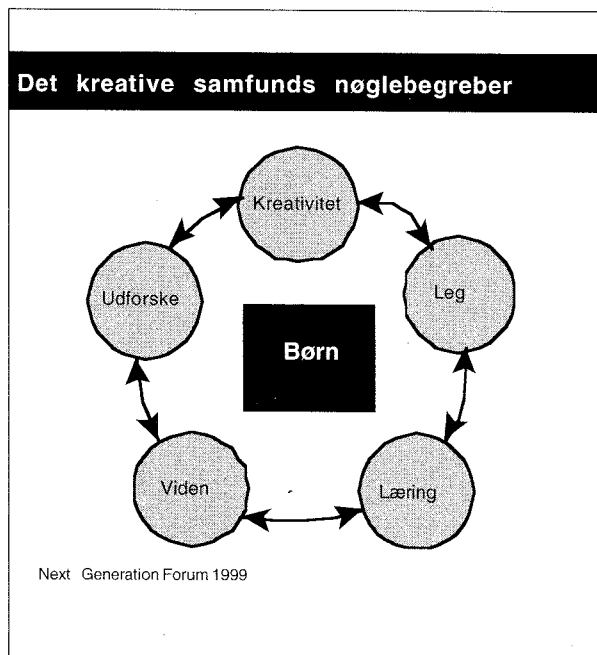 Det kreative samfunds nøglebegreber
Kreativitet
Udforske
Leg
Børn
Viden
Læring
Next Generation Forum 1999